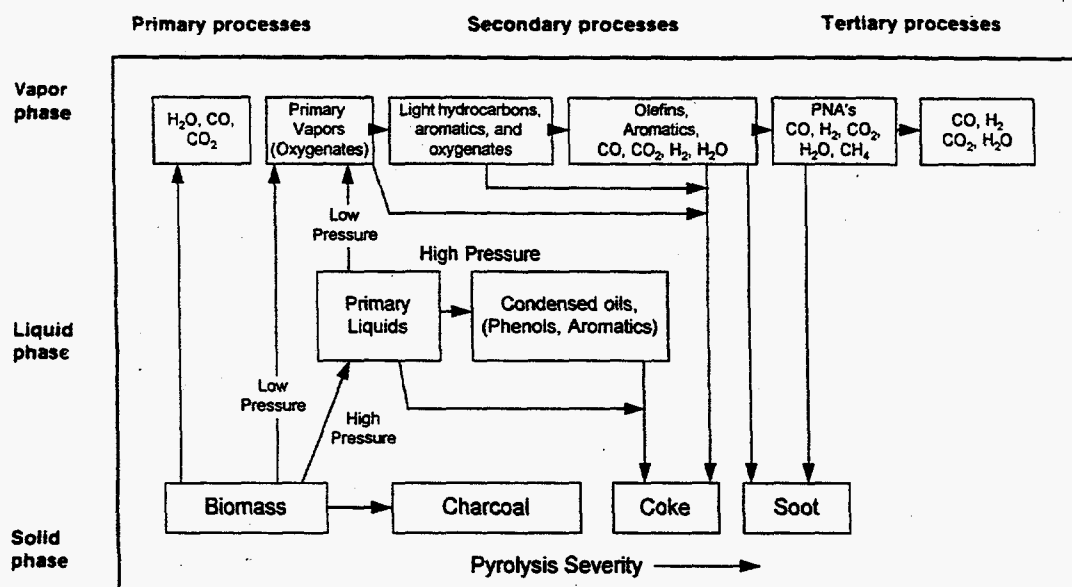 Primary processes
Secondary processes
Tertiary processes
Vapor
phase
H₂O, CO,
CO₂
Primary
Vapors
(Oxygenates)
Light hydrocarbons,
aromatics, and
oxygenates
Olefins,
Aromatics,
CO, CO₂, H₂, H₂O
PNA's
CO, H₂, CO₂,
H₂O, CH₄
CO, H₂
CO₂, H₂O
Low
Pressure
High Pressure
Liquid
phase
Primary
Liquids
Condensed oils,
(Phenols, Aromatics)
Low
Pressure
High
Pressure
Solid
phase
Biomass
Charcoal
Coke
Soot
Pyrolysis Severity